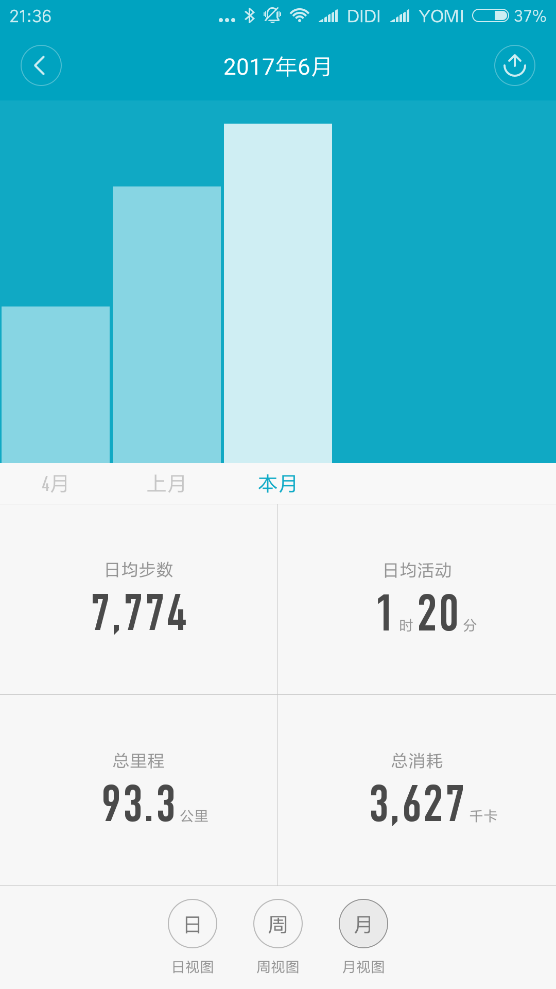 21:36 ... DIDI YOMI 37%
2017年6月
4月 上月 本月
日均步数 日均活动
7,774 1时20分
总里程 总消耗
93.3公里 3,627千卡
日 周 月
日视图 周视图 月视图